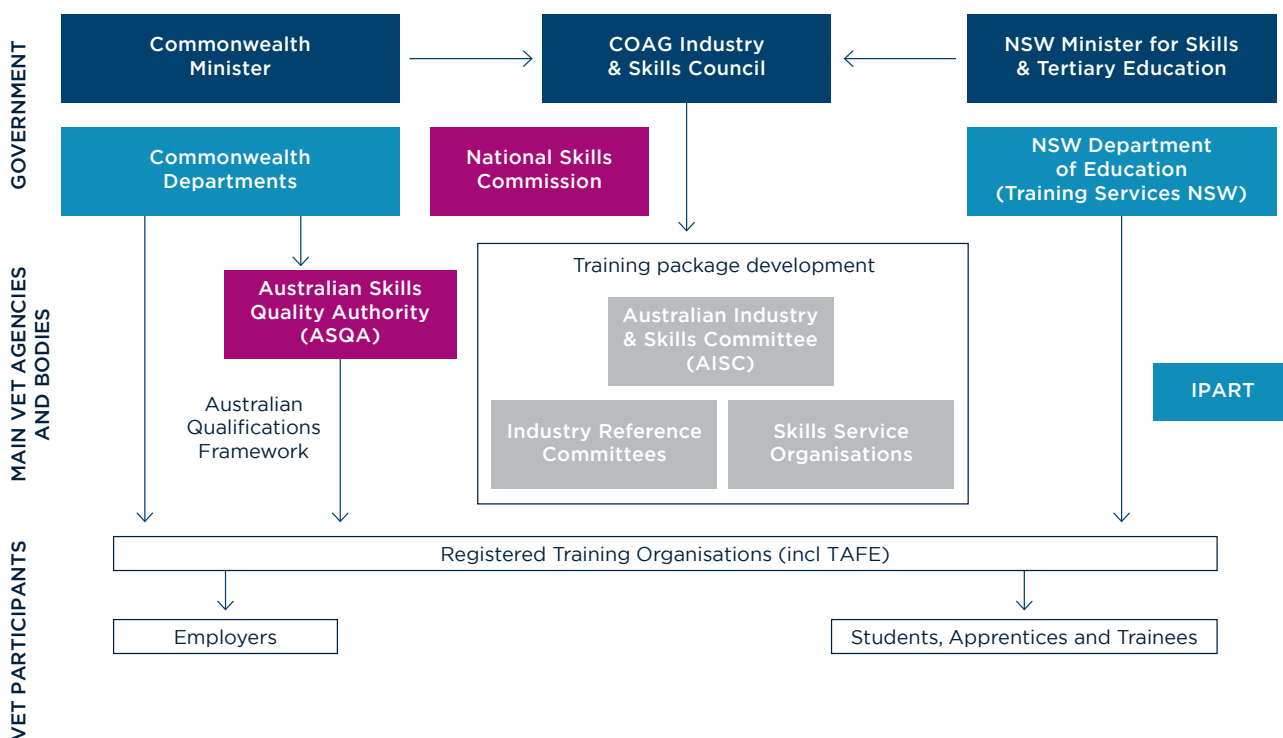 GOVERNMENT
Commonwealth
Minister
COAG Industry
& Skills Council
NSW Minister for Skills
& Tertiary Education
Commonwealth
Departments
National Skills
Commission
NSW Department
of Education
(Training Services NSW)
MAIN VET AGENCIES
AND BODIES
Australian Skills
Quality Authority
(ASQA)
Australian
Qualifications
Framework
Training package development
Australian Industry
& Skills Committee
(AISC)
Industry Reference
Committees
Skills Service
Organisations
IPART
VET PARTICIPANTS
Registered Training Organisations (incl TAFE)
Employers
Students, Apprentices and Trainees